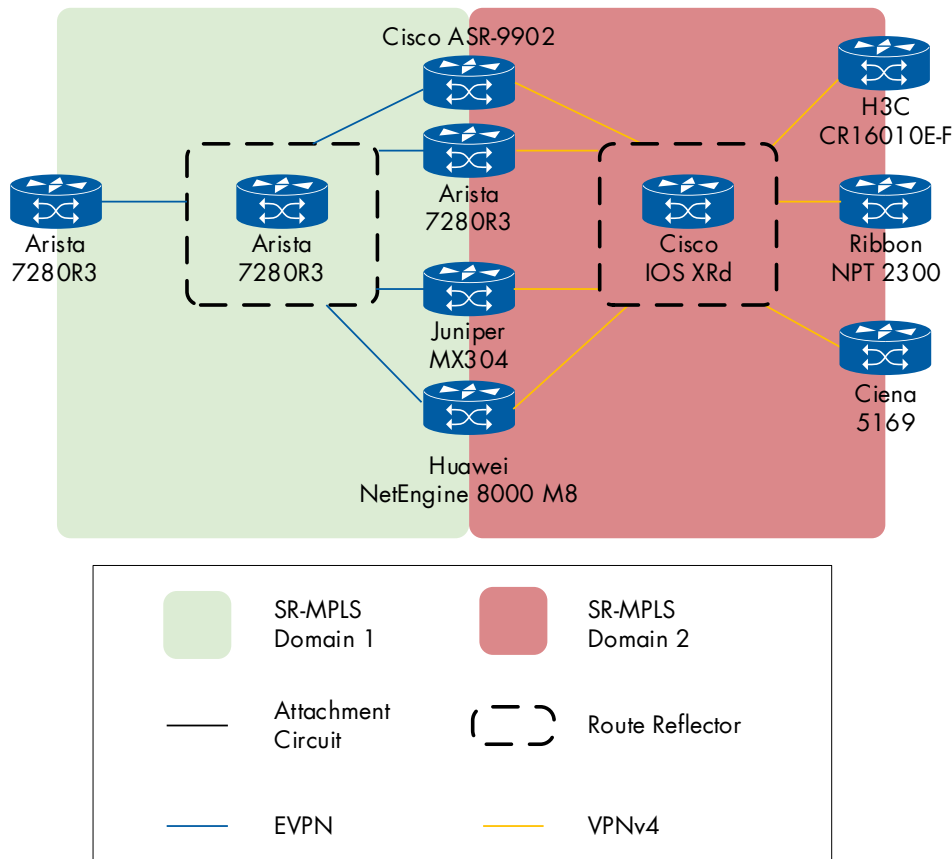 Cisco ASR-9902
H3C
CR16010E-F
Arista
7280R3
Arista
7280R3
Arista
7280R3
Cisco
IOS XRd
Ribbon
NPT 2300
Juniper
MX304
Ciena
5169
Huawei
NetEngine 8000 M8
SR-MPLS
Domain 1
SR-MPLS
Domain 2
Attachment
Circuit
Route Reflector
EVPN
VPNv4